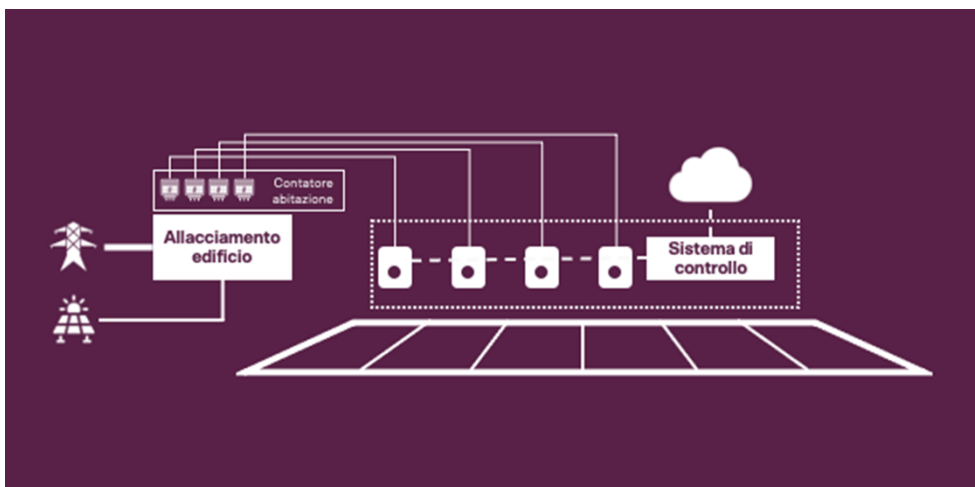 Contatore
abitazione
Allacciamento
edificio
Sistema di
controllo